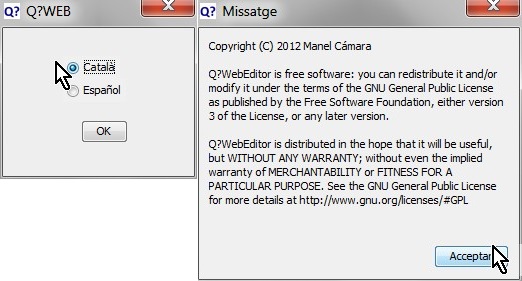 Q? Q?WEB
Català
Español
OK
Q? Missatge
Copyright (C) 2012 Manel Cámara
Q?WebEditor is free software: you can redistribute it and/or
modify it under the terms of the GNU General Public License
as published by the Free Software Foundation, either version
3 of the License, or any later version.
Q?WebEditor is distributed in the hope that it will be useful,
but WITHOUT ANY WARRANTY; without even the implied
warranty of MERCHANTABILITY or FITNESS FOR A
PARTICULAR PURPOSE. See the GNU General Public License
for more details at http://www.gnu.org/licenses/#GPL
Acceptar